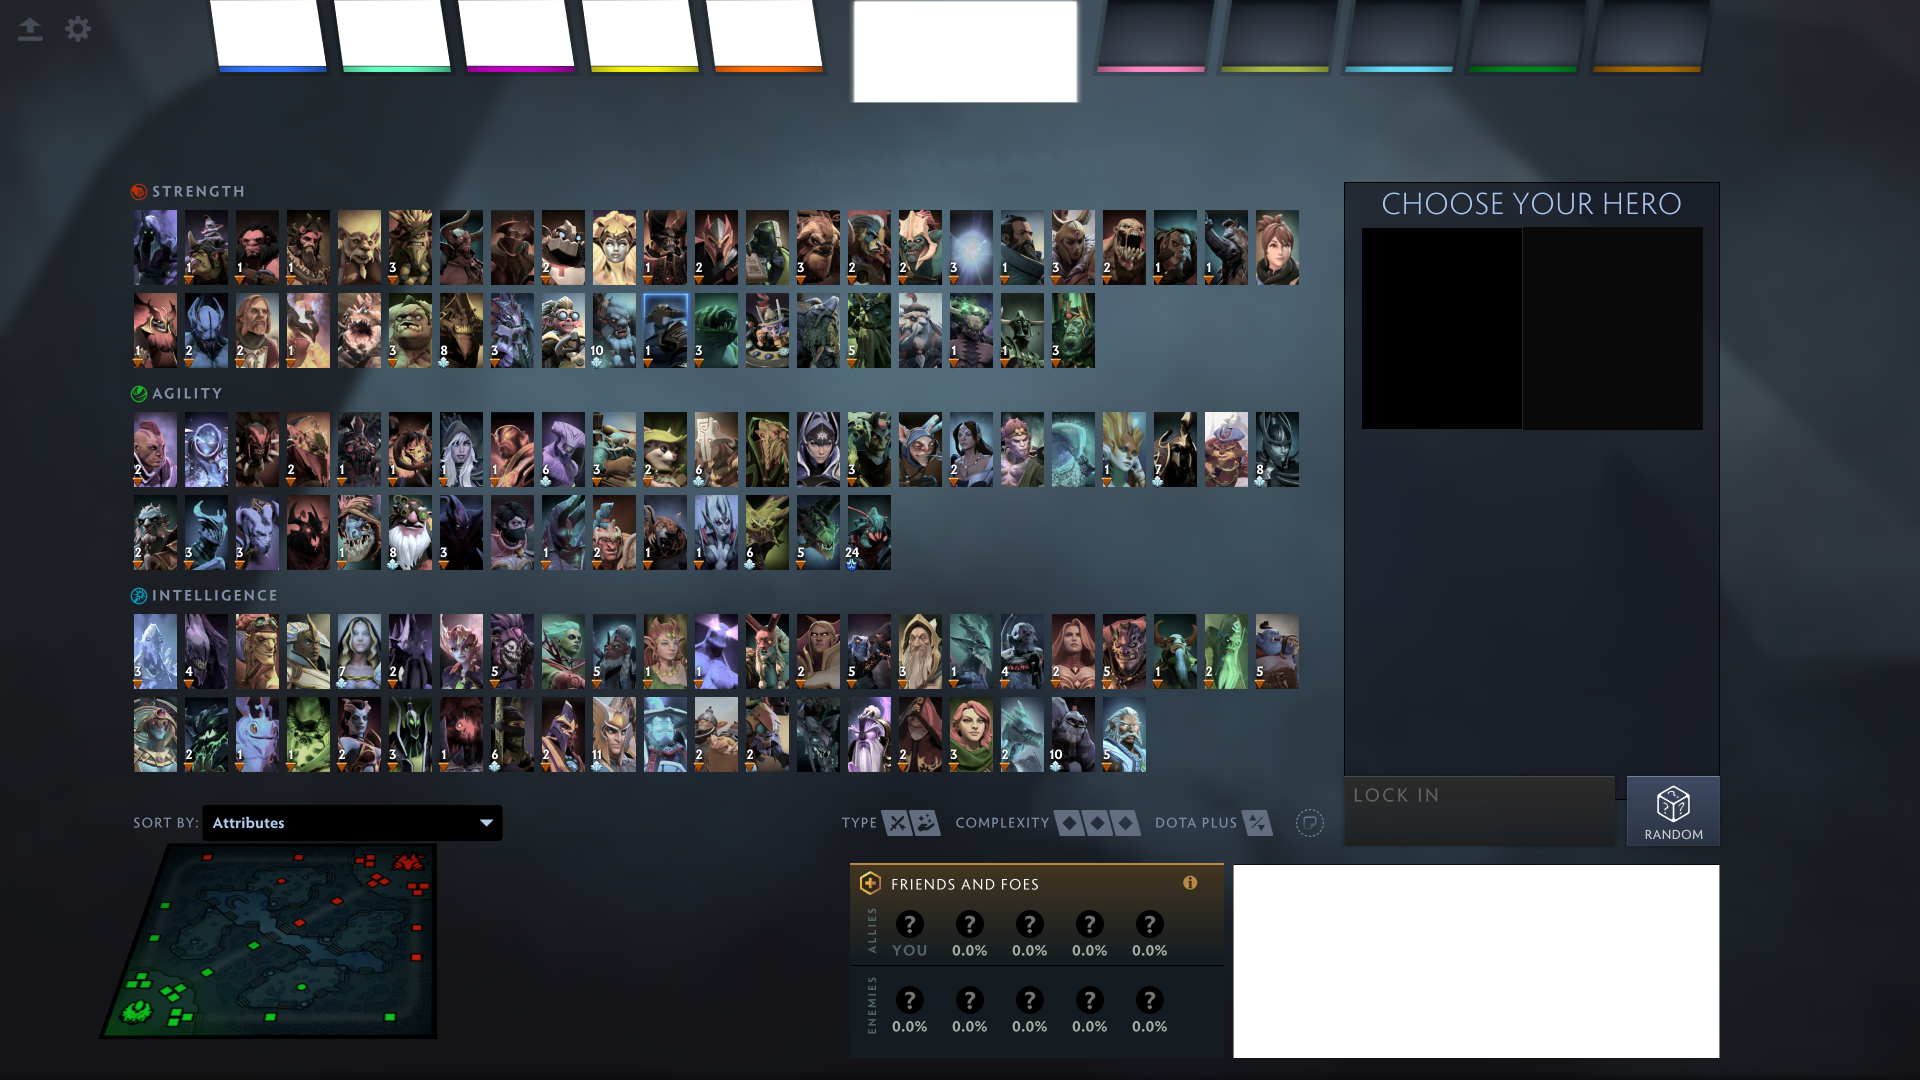 CHOOSE YOUR HERO
STRENGTH
1 1 1 3 2 1 2 3 2 2 3 1 3 2 1 1
1 2 2 1 3 8 3 10 1 3 5 1 1 3
AGILITY
2 2 1 1 1 1 6 3 2 6 3 2 1 7 8
2 3 3 1 8 3 1 2 1 1 6 5 24
INTELLIGENCE
3 4 7 2 5 5 1 1 2 5 3 1 4 2 5 1 2 5
2 1 1 2 3 1 6 2 11 2 2 2 3 2 10 5
LOCK IN
RANDOM
SORT BY: Attributes
TYPE COMPLEXITY DOTA PLUS
FRIENDS AND FOES
ALLIES
? ? ? ? ?
YOU 0.0% 0.0% 0.0% 0.0%
ENEMIES
? ? ? ? ?
0.0% 0.0% 0.0% 0.0% 0.0%